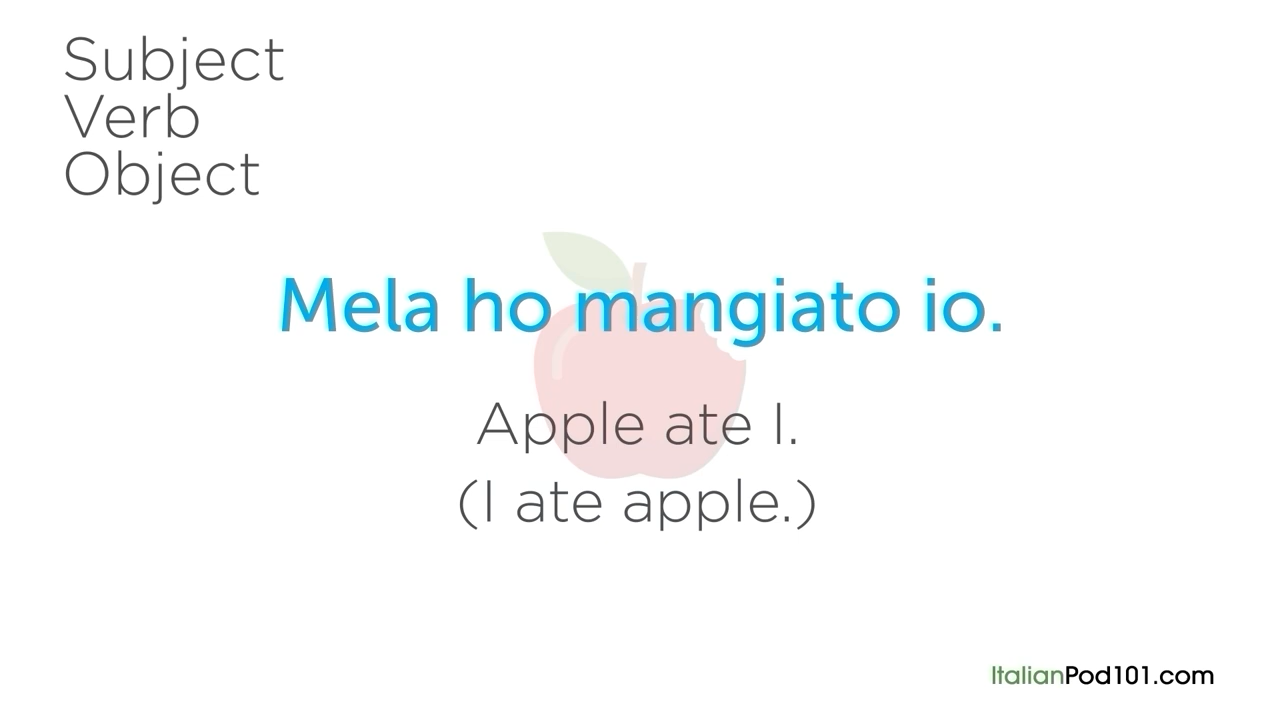 Subject
Verb
Object
Mela ho mangiato io.
Apple ate I.
(I ate apple.)
ItalianPod101.com